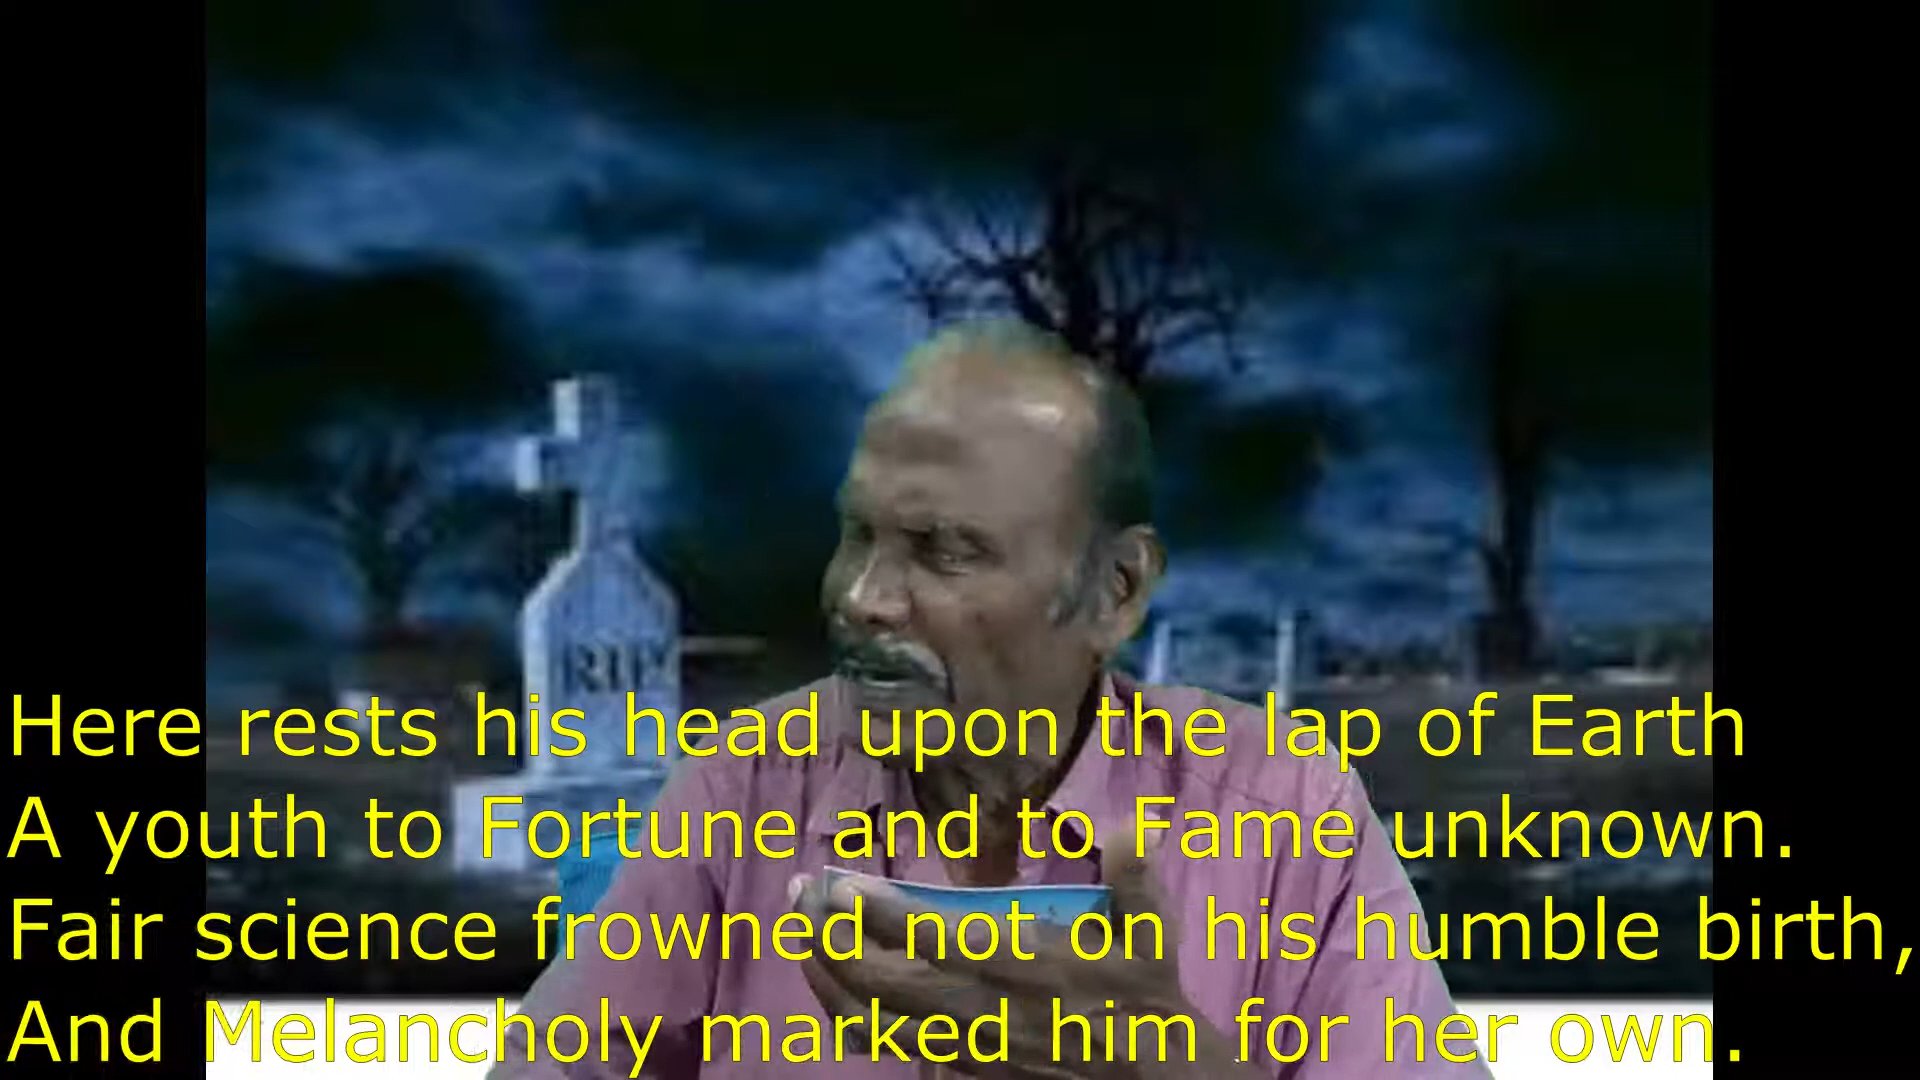 RIP
Here rests his head upon the lap of Earth
A youth to Fortune and to Fame unknown.
Fair science frowned not on his humble birth,
And Melancholy marked him for her own.